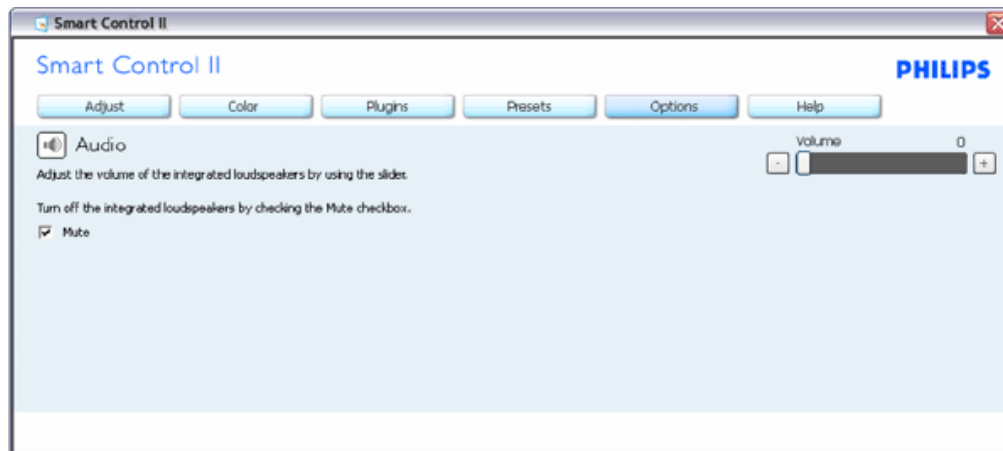 Smart Control II
Smart Control II
PHILIPS
Adjust Color Plugins Presets Options Help
Audio
Volume 0
- +
Adjust the volume of the integrated loudspeakers by using the slider.
Turn off the integrated loudspeakers by checking the Mute checkbox.
Mute